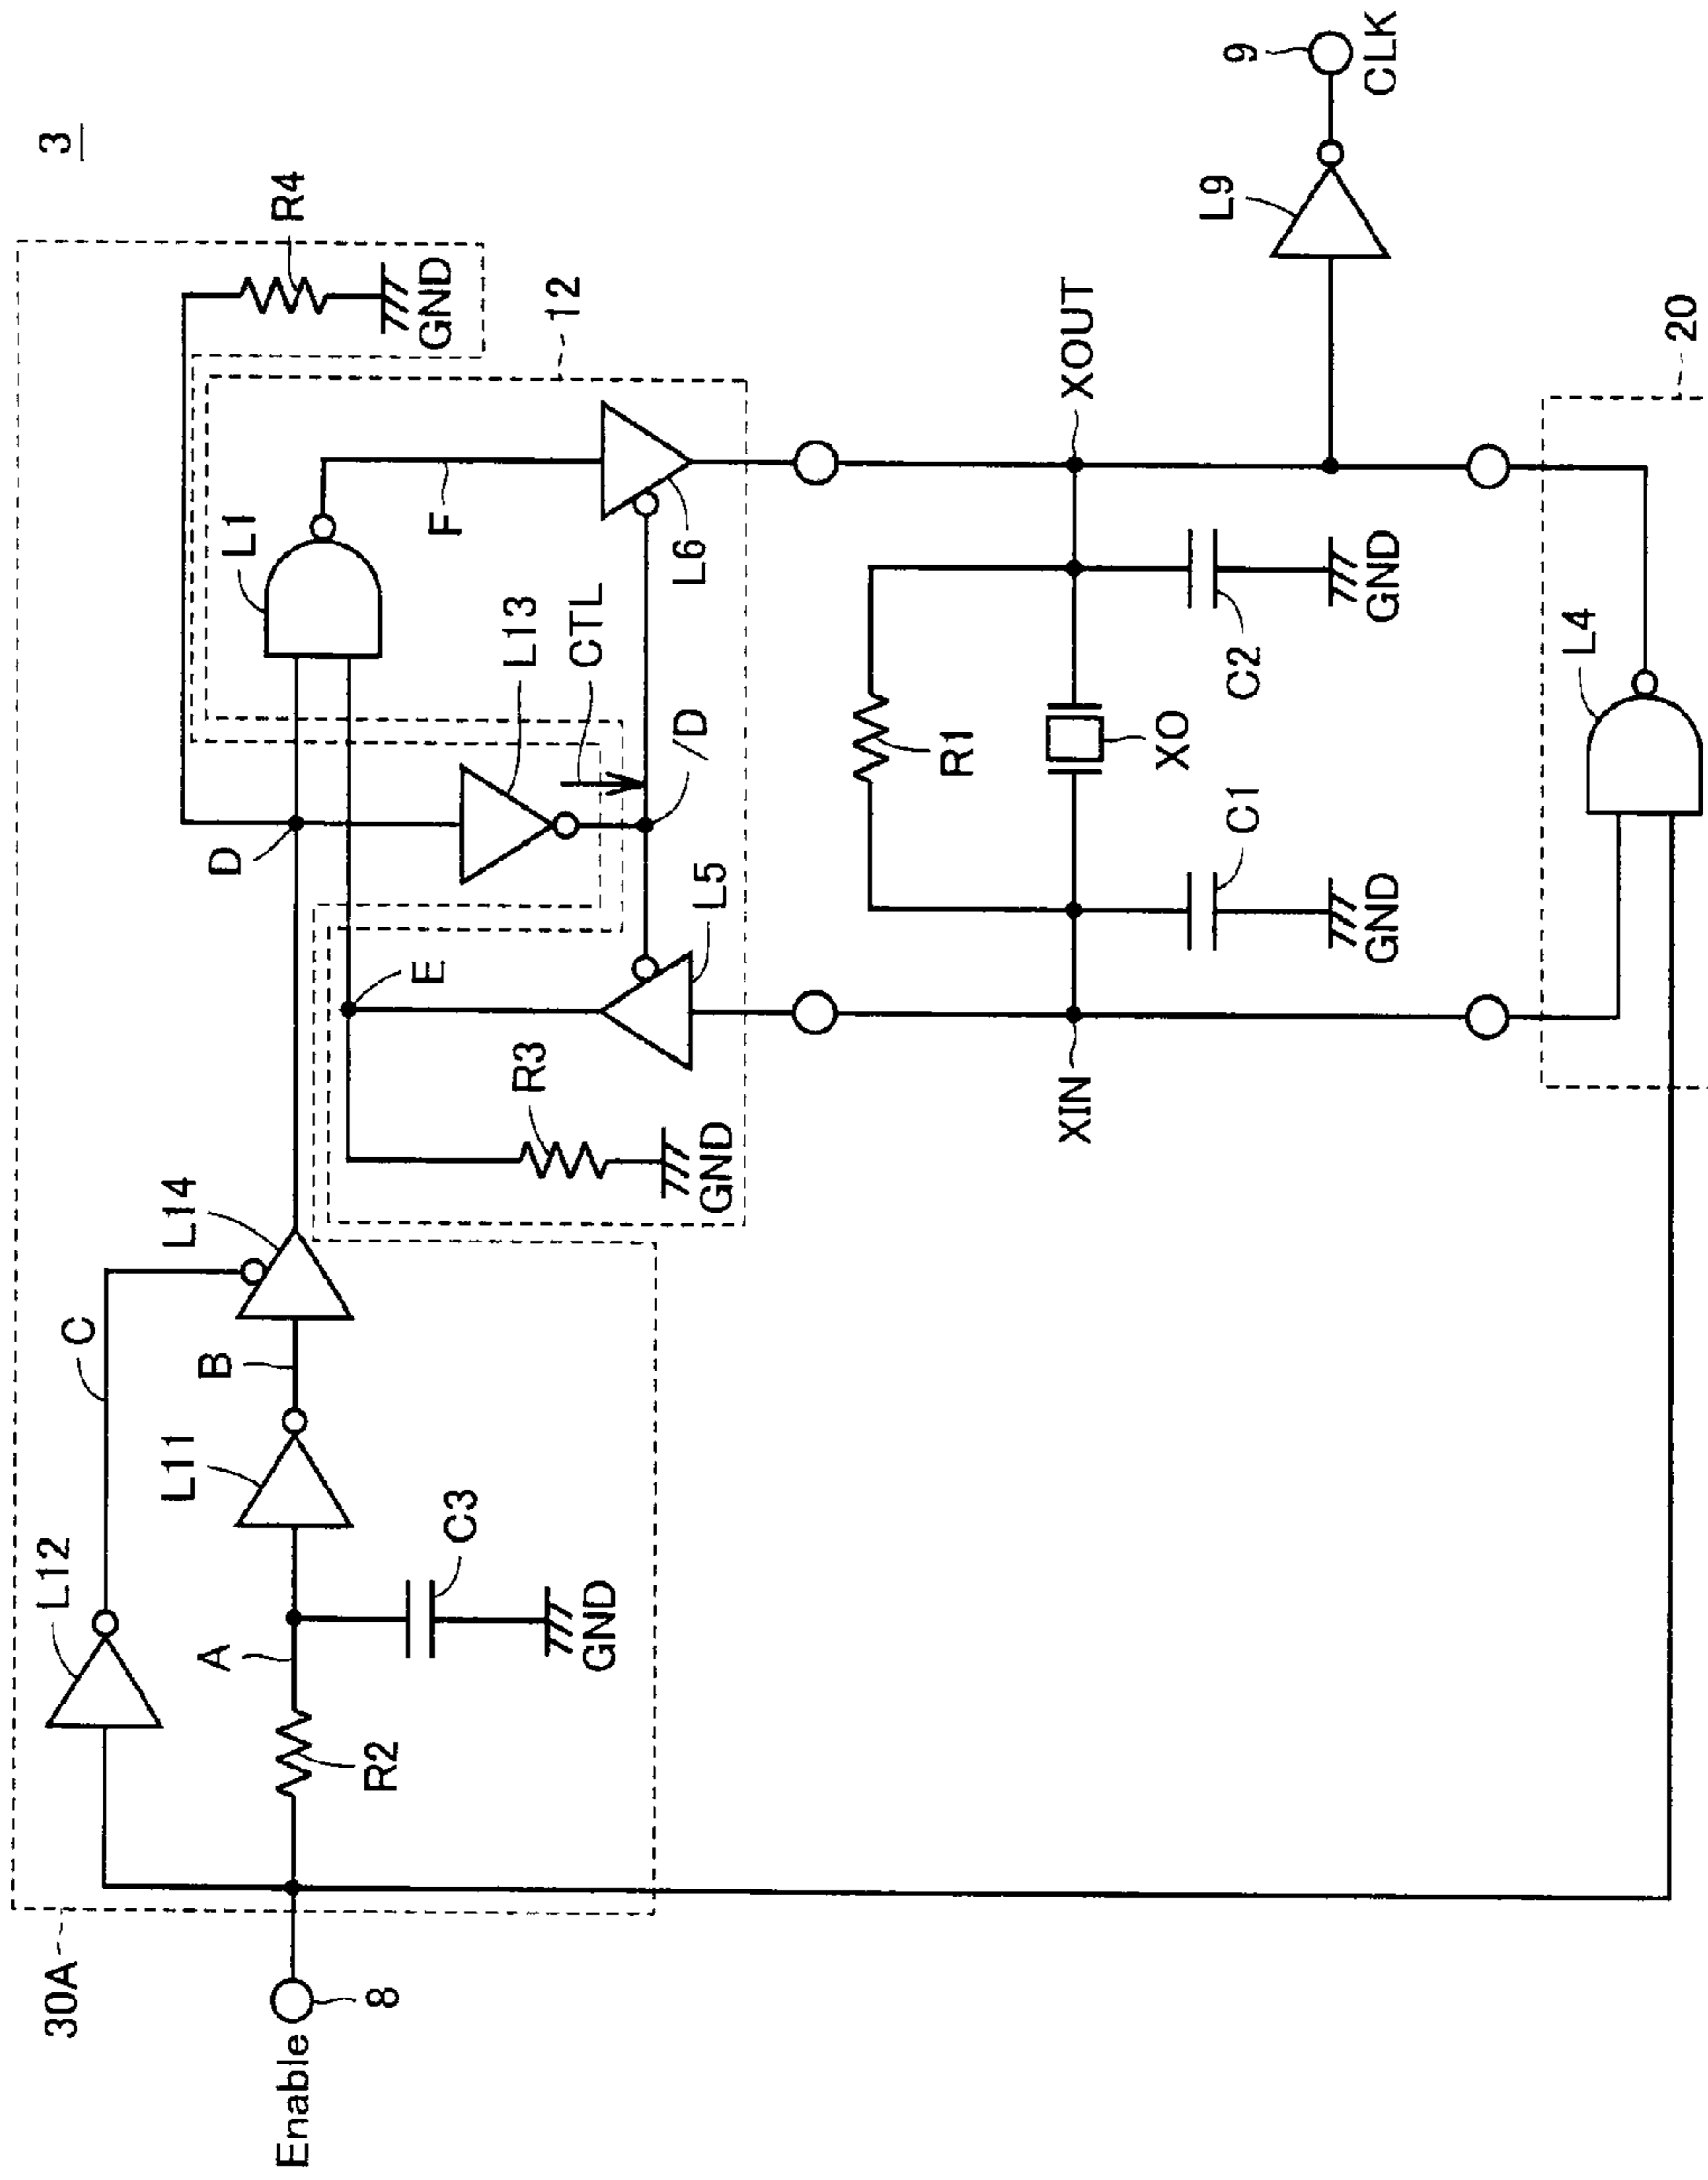 3
30A
L12
C
L14
R4
GND
L11
B
A
R2
C3
GND
Enable
8
D
L1
E
F
12
R3
GND
L13
CTL
/D
L5
L6
XIN
XOUT
R1
XO
C1
C2
GND
GND
L9
9
CLK
20
L4